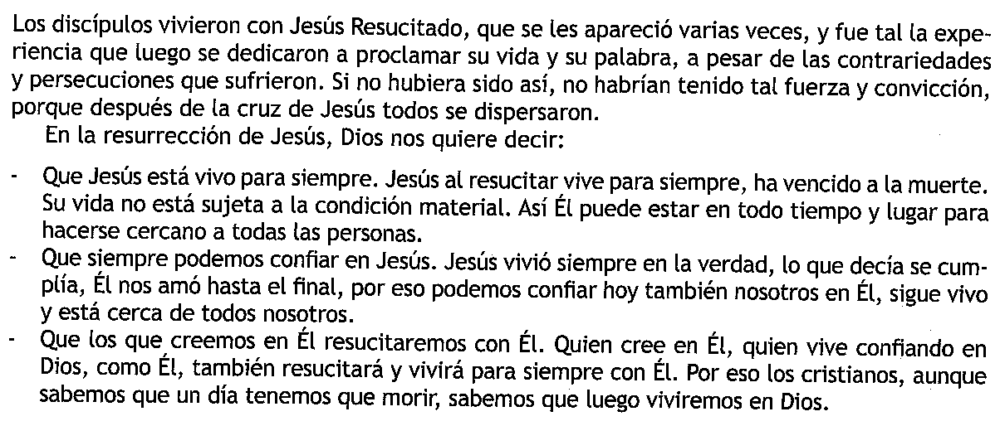 Los discípulos vivieron con Jesús Resucitado, que se les apareció varias veces, y fue tal la expe-
riencia que luego se dedicaron a proclamar su vida y su palabra, a pesar de las contrariedades
y persecuciones que sufrieron. Si no hubiera sido así, no habrían tenido tal fuerza y convicción,
porque después de la cruz de Jesús todos se dispersaron.
En la resurrección de Jesús, Dios nos quiere decir:
- Que Jesús está vivo para siempre. Jesús al resucitar vive para siempre, ha vencido a la muerte.
Su vida no está sujeta a la condición material. Así Él puede estar en todo tiempo y lugar para
hacerse cercano a todas las personas.
- Que siempre podemos confiar en Jesús. Jesús vivió siempre en la verdad, lo que decía se cum-
plía, Él nos amó hasta el final, por eso podemos confiar hoy también nosotros en Él, sigue vivo
y está cerca de todos nosotros.
- Que los que creemos en Él resucitaremos con Él. Quien cree en Él, quien vive confiando en
Dios, como Él, también resucitará y vivirá para siempre con Él. Por eso los cristianos, aunque
sabemos que un día tenemos que morir, sabemos que luego viviremos en Dios.